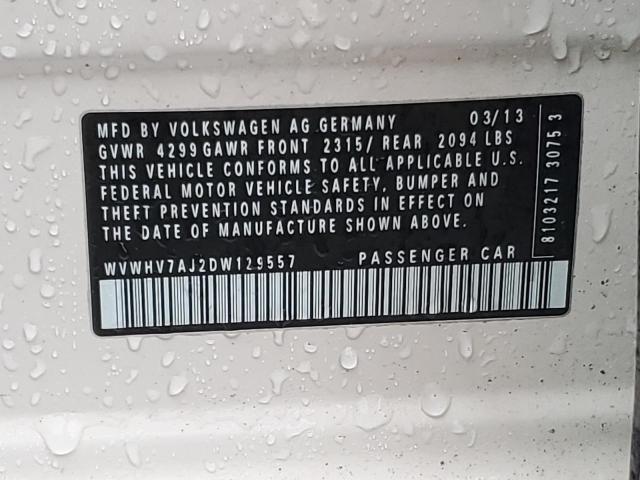 MFD BY VOLKSWAGEN AG GERMANY 03/13
GVWR 4299 GAWR FRONT 2315/ REAR 2094 LBS
THIS VEHICLE CONFORMS TO ALL APPLICABLE U.S.
FEDERAL MOTOR VEHICLE SAFETY, BUMPER AND
THEFT PREVENTION STANDARDS IN EFFECT ON
THE DATE OF MANUFACTURE SHOWN ABOVE.
WVWHV7AJ2DW129557 PASSENGER CAR
8103217 3075 3